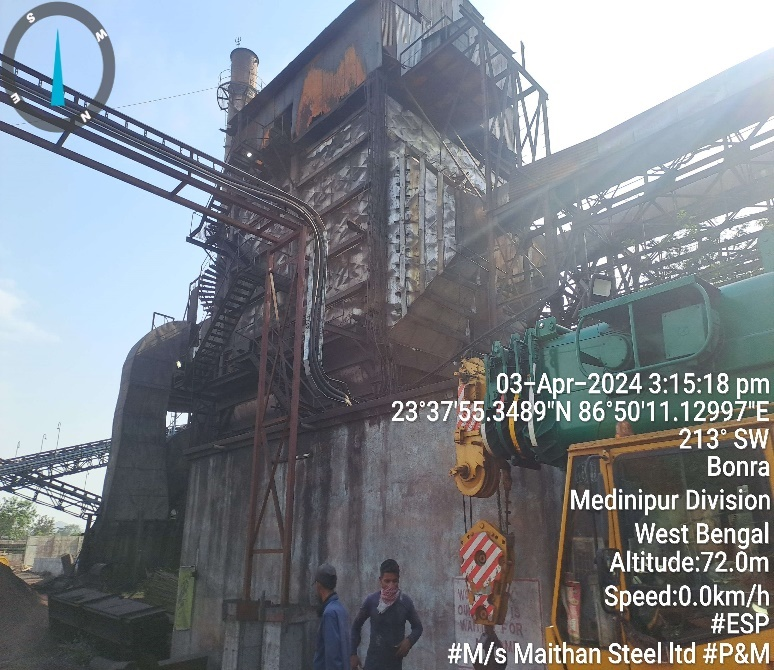 S
W
E
N
03-Apr-2024 3:15:18 pm
23°37'55.3489"N 86°50'11.12997"E
213° SW
Bonra
Medinipur Division
West Bengal
Altitude:72.0m
Speed:0.0km/h
#ESP
#M/s Maithan Steel ltd #P&M